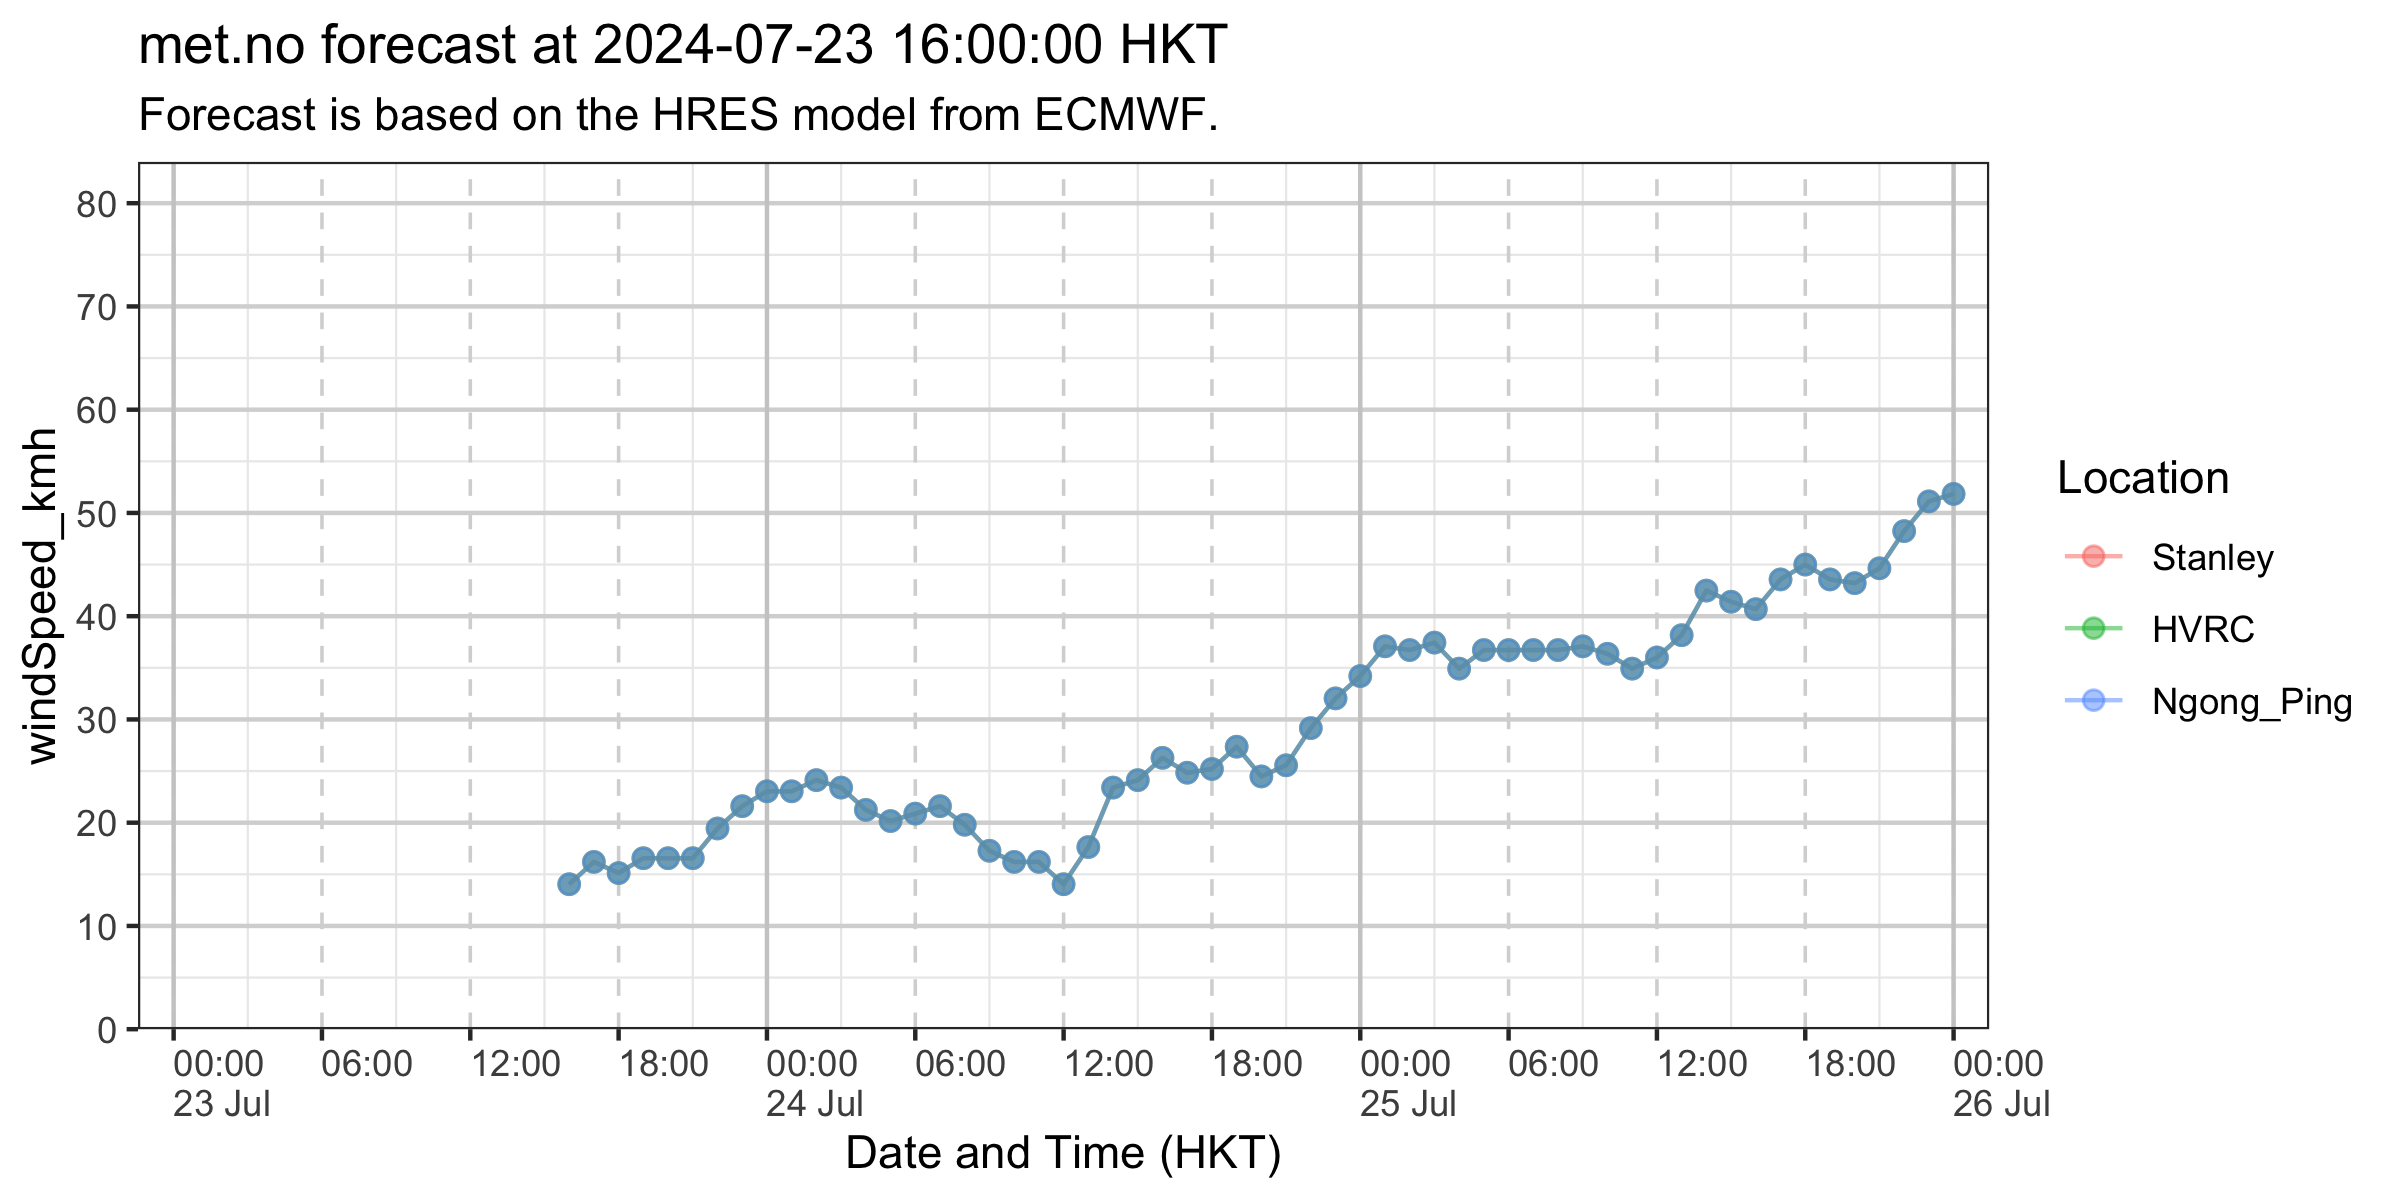 met.no forecast at 2024-07-23 16:00:00 HKT
Forecast is based on the HRES model from ECMWF.
windSpeed_kmh
80
70
60
50
40
30
20
10
0
00:00 06:00 12:00 18:00 00:00 06:00 12:00 18:00 00:00 06:00 12:00 18:00 00:00
23 Jul 24 Jul 25 Jul 26 Jul
Date and Time (HKT)
Location
Stanley
HVRC
Ngong_Ping